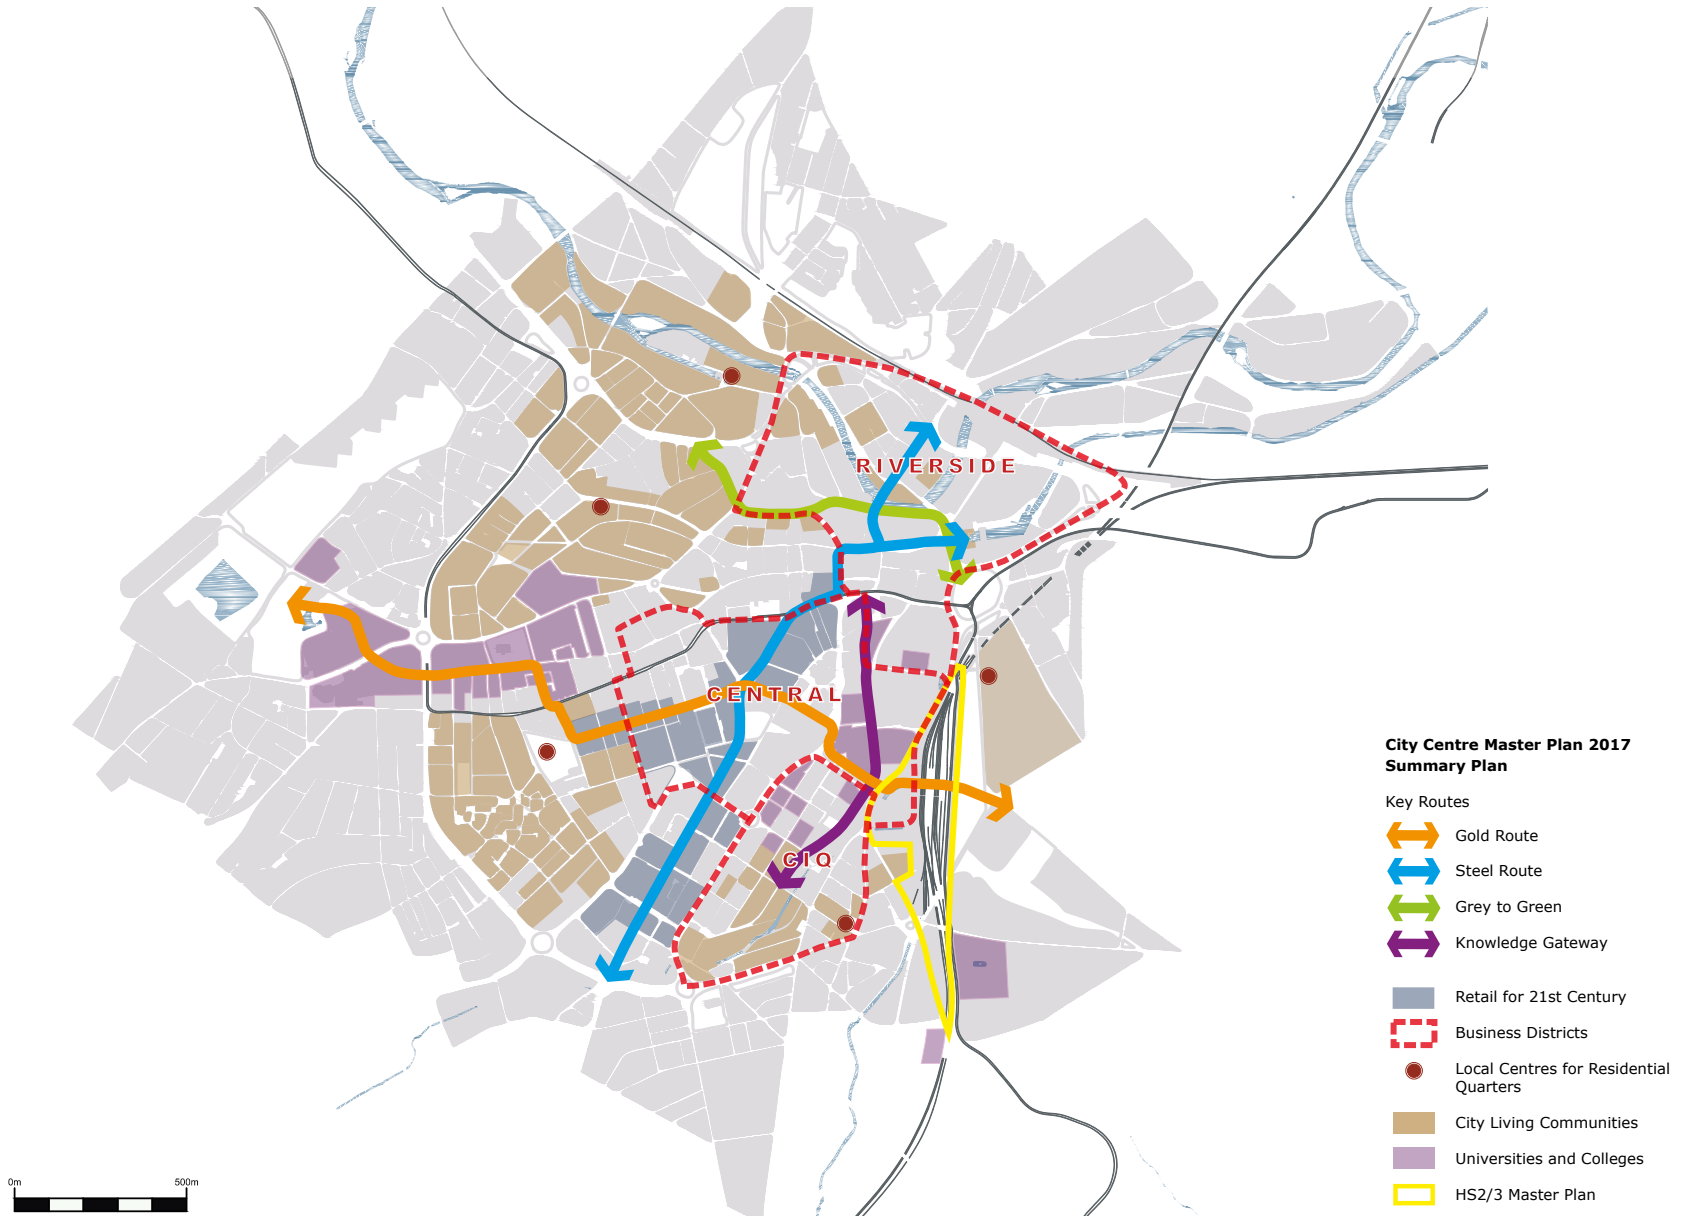 RIVERSIDE
CENTRAL
CIQ
City Centre Master Plan 2017
Summary Plan
Key Routes
Gold Route
Steel Route
Grey to Green
Knowledge Gateway
Retail for 21st Century
Business Districts
Local Centres for Residential
Quarters
City Living Communities
Universities and Colleges
HS2/3 Master Plan
0m 500m